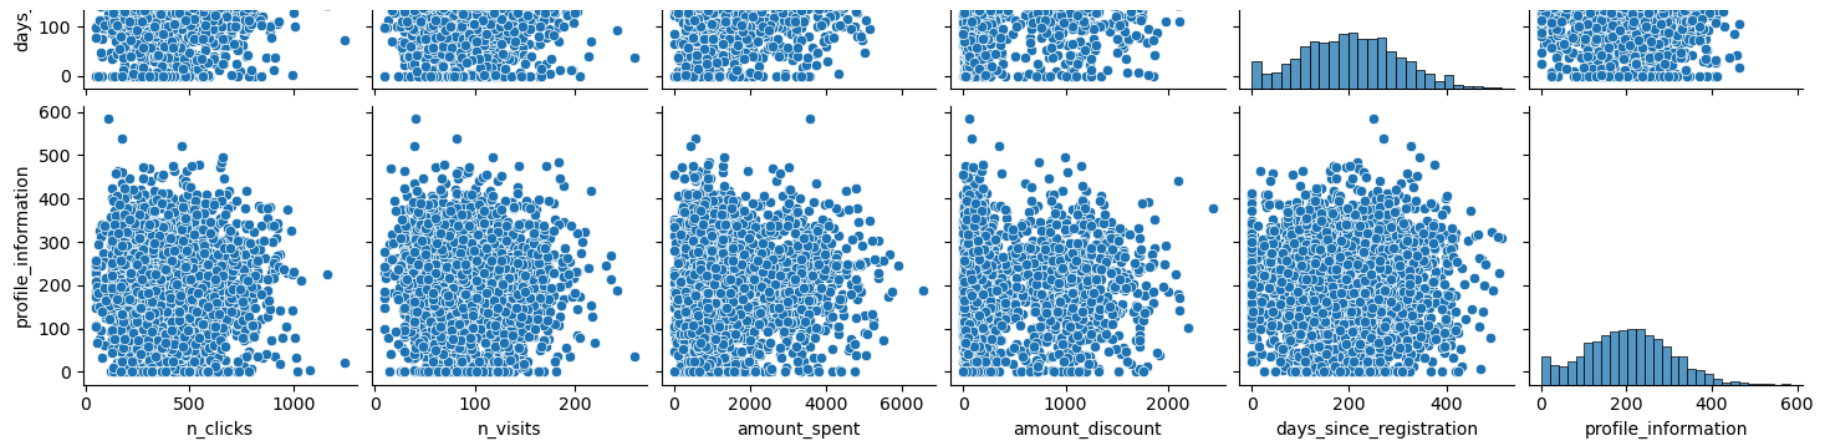 days_
100
0
600
500
400
300
200
100
0
profile_information
0 500 1000
0 100 200
0 2000 4000 6000
0 1000 2000
0 200 400
0 200 400 600
n_clicks n_visits amount_spent amount_discount days_since_registration profile_information